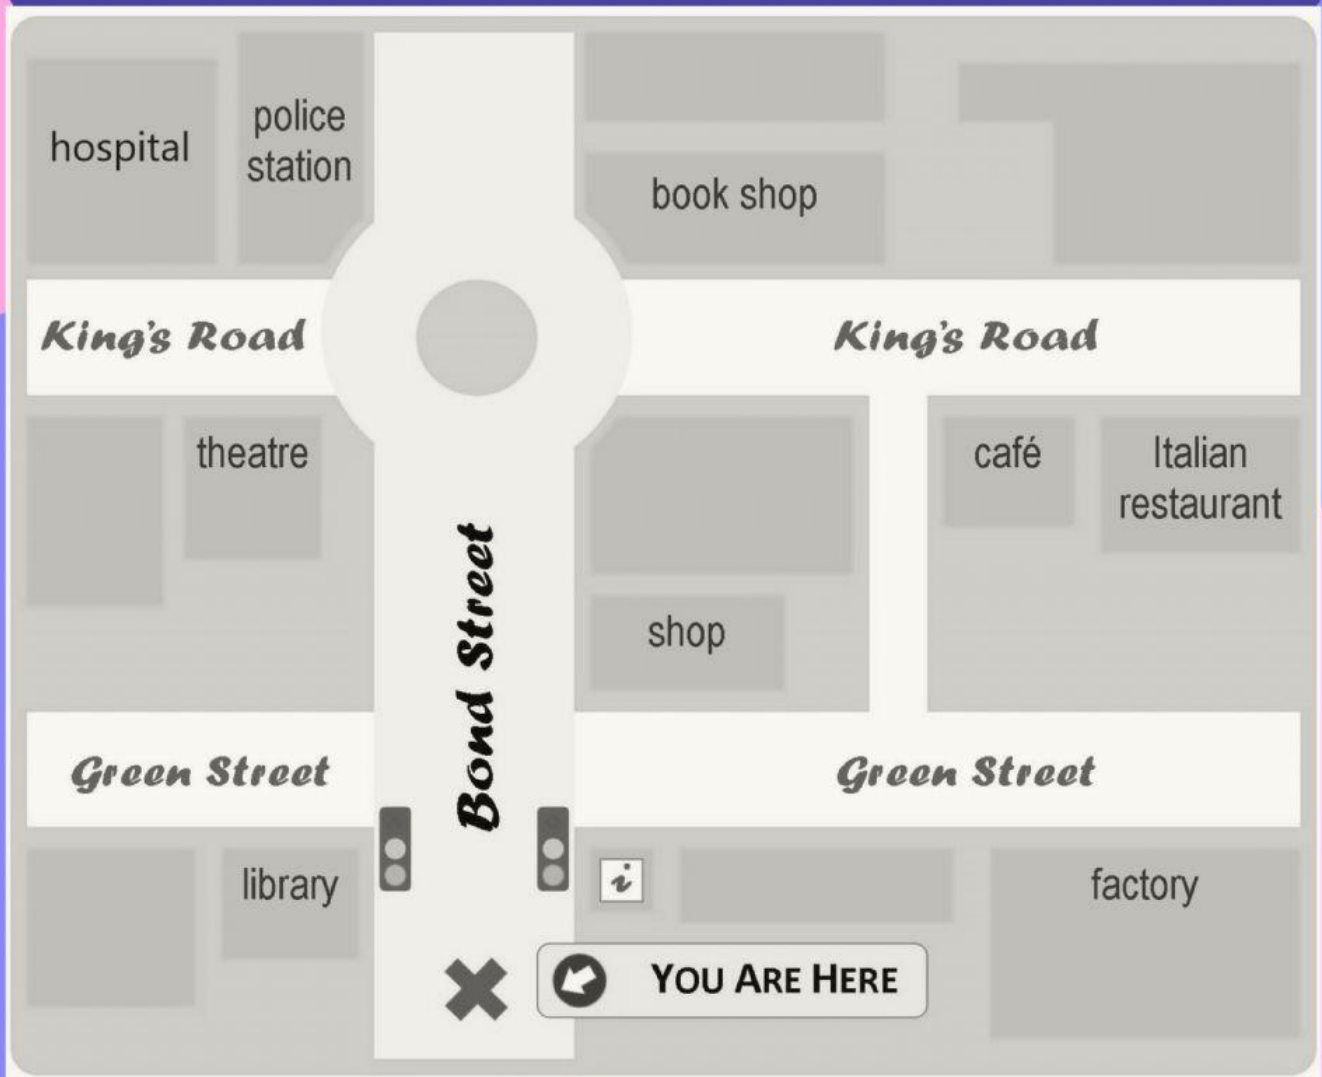 hospital
police
station
book shop
King's Road
King's Road
theatre
café
Italian
restaurant
Bond Street
shop
Green Street
Green Street
library
i
factory
YOU ARE HERE